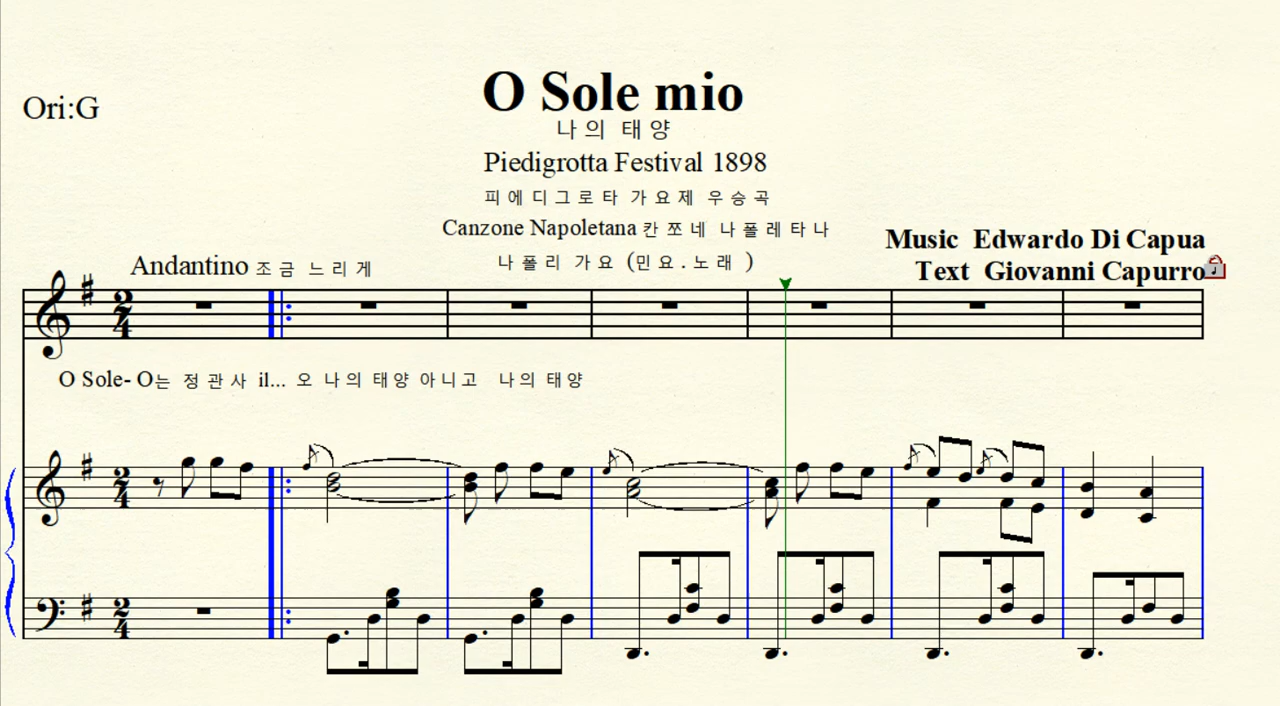 O Sole mio
Ori:G
나의 태양
Piedigrotta Festival 1898
피에디그로타 가요제 우승곡
Canzone Napoletana 칸쪼네 나폴레타나
Music Edwardo Di Capua
나폴리 가요 (민요.노래 )
Andantino 조금 느리게
Text Giovanni Capurro
O Sole- O는 정관사 il... 오 나의 태양 아니고 나의 태양